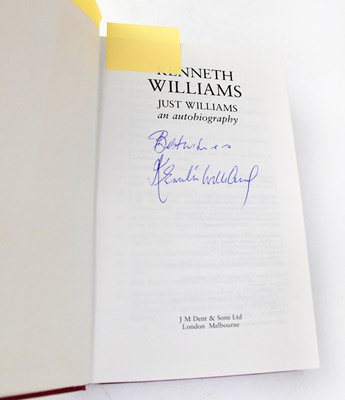 KENNETH
WILLIAMS
JUST WILLIAMS
an autobiography
Best wishes
Kenneth Williams
J M Dent & Sons Ltd
London Melbourne